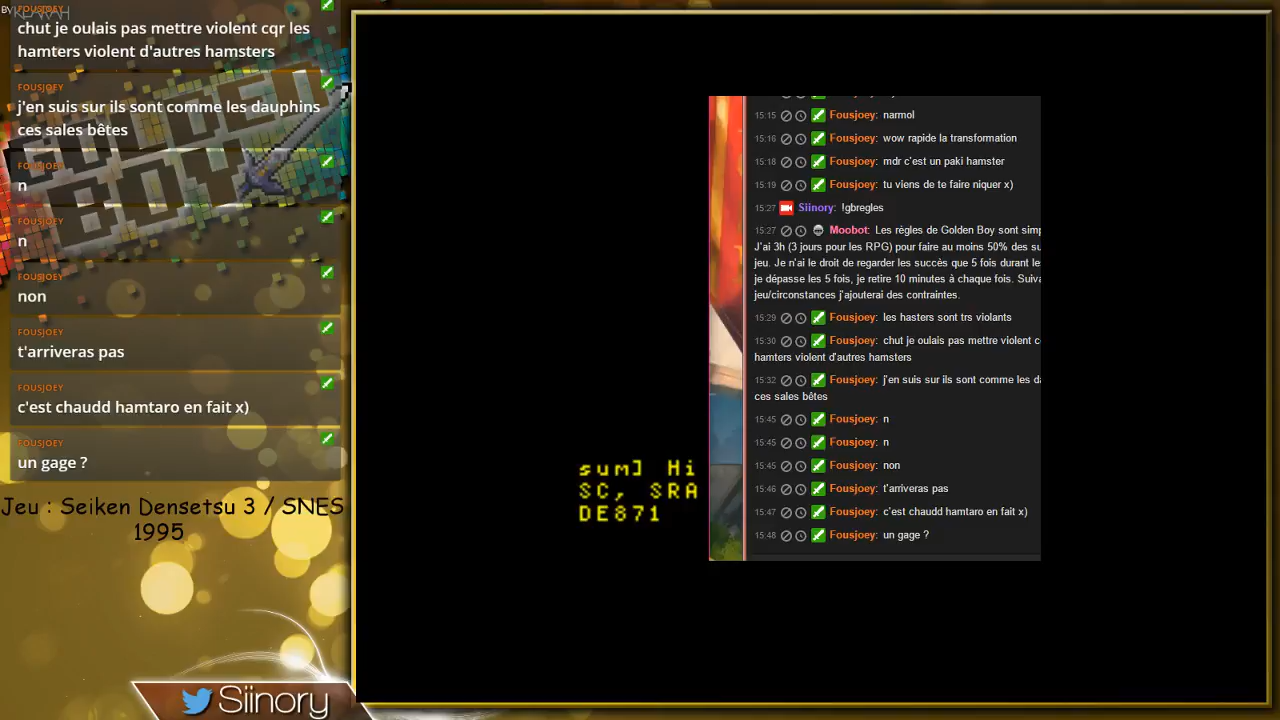 BY KEAWAH
FOUSJOEY
chut je oulais pas mettre violent cqr les
hamters violent d'autres hamsters
FOUSJOEY
j'en suis sur ils sont comme les dauphins
ces sales bêtes
FOUSJOEY
n
FOUSJOEY
n
FOUSJOEY
non
FOUSJOEY
t'arriveras pas
FOUSJOEY
c'est chaudd hamtaro en fait x)
FOUSJOEY
un gage ?
Jeu : Seiken Densetsu 3 / SNES
1995
Siinory
sum] Hi
SC, SRA
DE871
15:15 Fousjoey: narmol
15:16 Fousjoey: wow rapide la transformation
15:18 Fousjoey: mdr c'est un paki hamster
15:19 Fousjoey: tu viens de te faire niquer x)
15:27 Siinory: !gbregles
15:27 Moobot: Les règles de Golden Boy sont simp
J'ai 3h (3 jours pour les RPG) pour faire au moins 50% des su
jeu. Je n'ai le droit de regarder les succès que 5 fois durant le
je dépasse les 5 fois, je retire 10 minutes à chaque fois. Suiva
jeu/circonstances j'ajouterai des contraintes.
15:29 Fousjoey: les hasters sont trs violants
15:30 Fousjoey: chut je oulais pas mettre violent c
hamters violent d'autres hamsters
15:32 Fousjoey: j'en suis sur ils sont comme les da
ces sales bêtes
15:45 Fousjoey: n
15:45 Fousjoey: n
15:45 Fousjoey: non
15:46 Fousjoey: t'arriveras pas
15:47 Fousjoey: c'est chaudd hamtaro en fait x)
15:48 Fousjoey: un gage ?